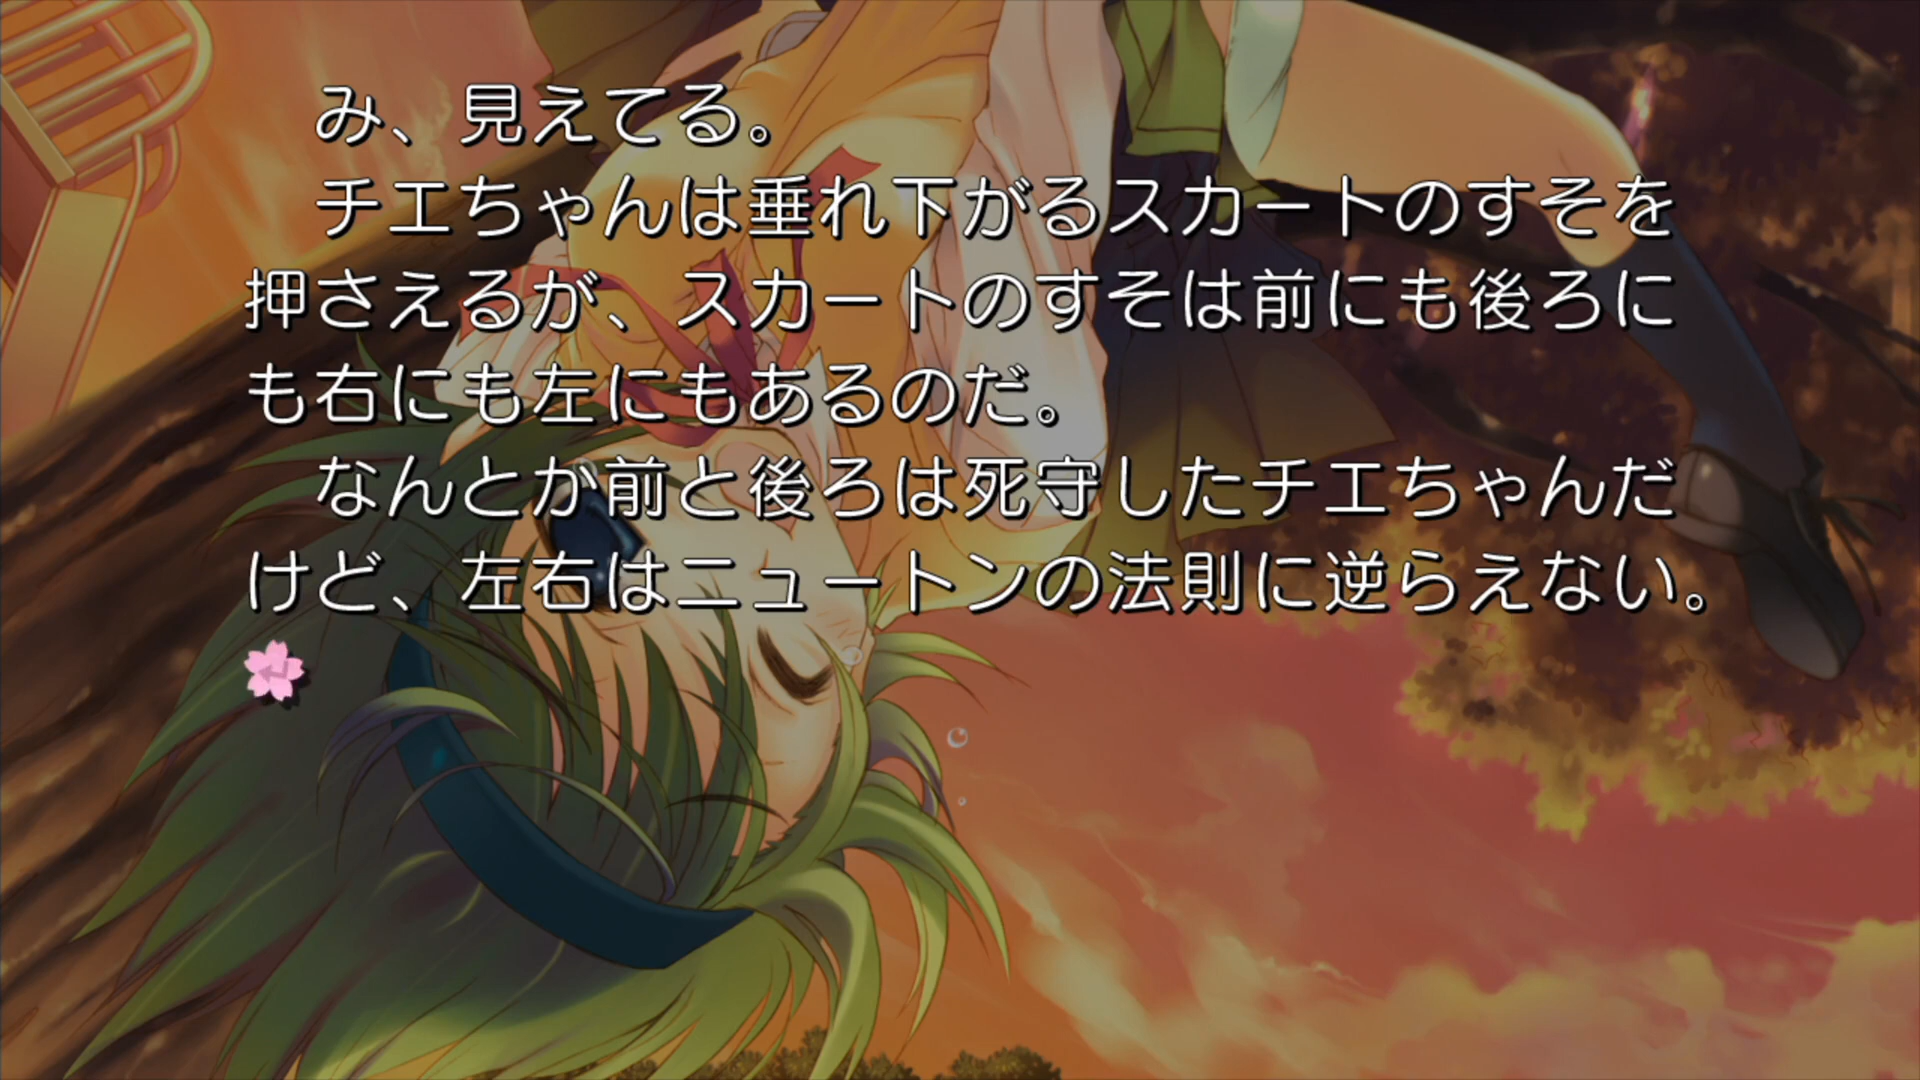 み、見えてる。
チエちゃんは垂れ下がるスカートのすそを
押さえるが、スカートのすそは前にも後ろに
も右にも左にもあるのだ。
なんとか前と後ろは死守したチエちゃんだ
けど、左右はニュートンの法則に逆らえない。